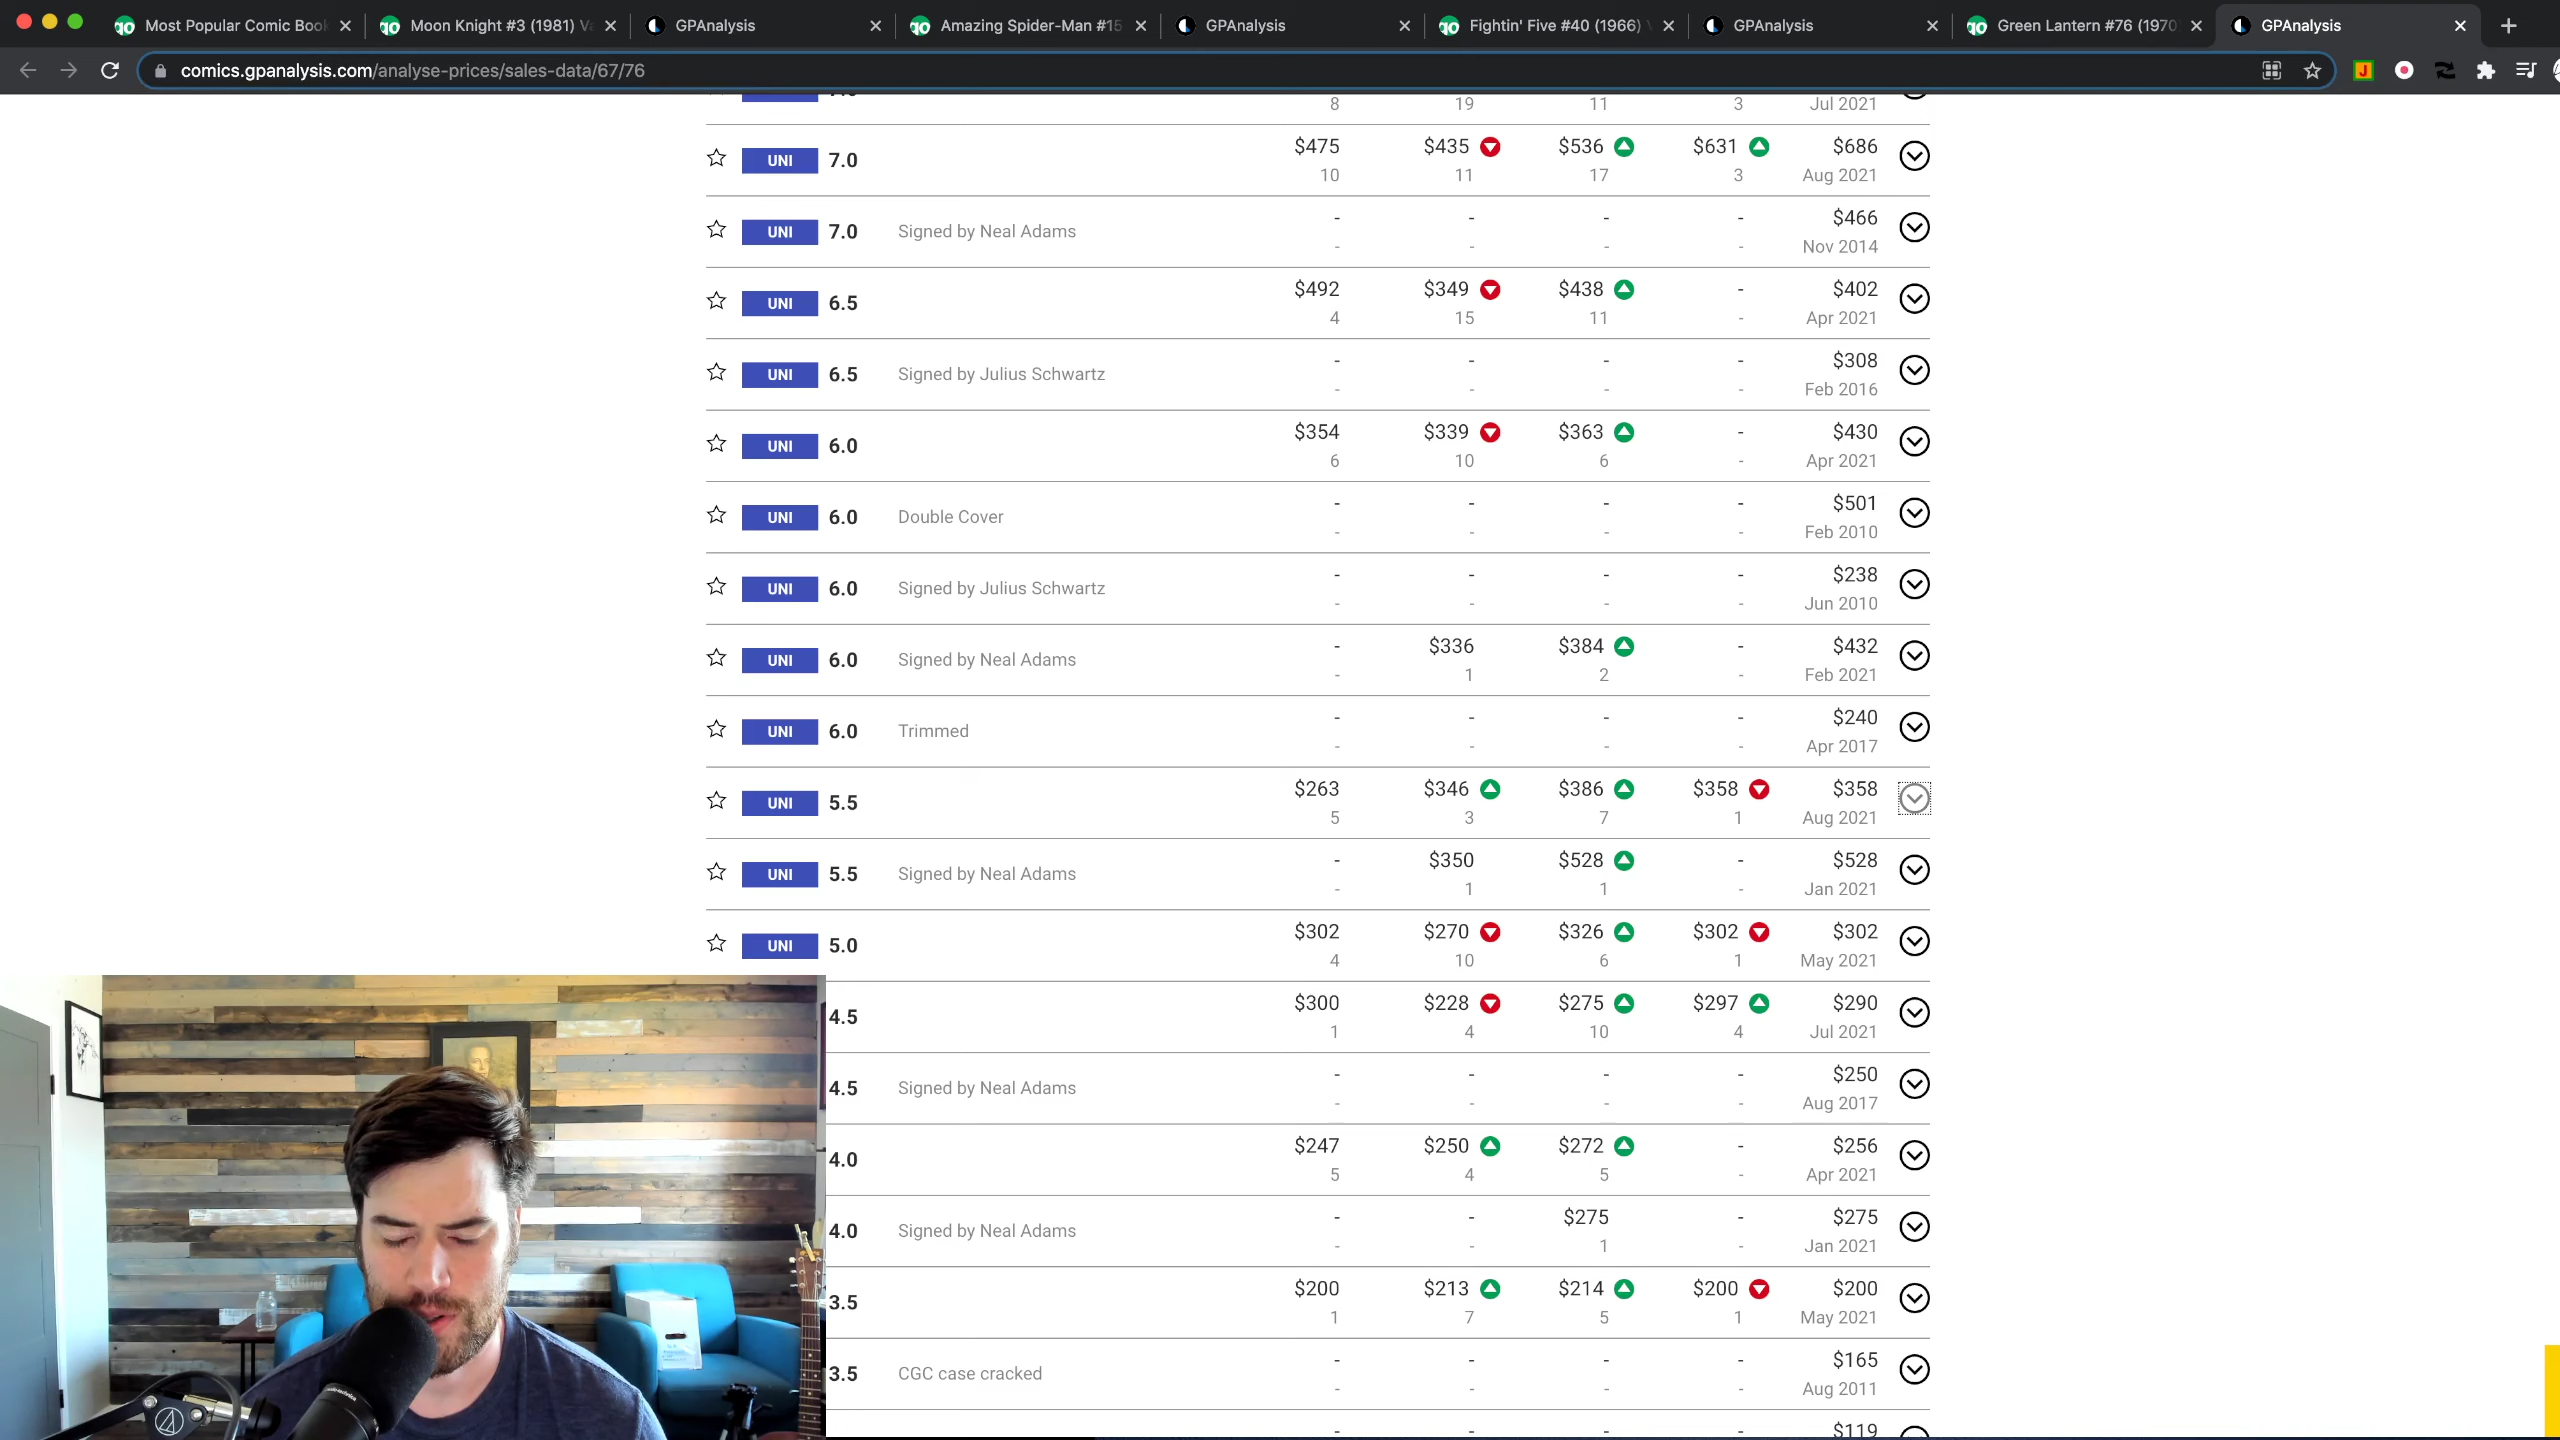 Most Popular Comic Book
Moon Knight #3 (1981) Va
GPAnalysis
Amazing Spider-Man #15
GPAnalysis
Fightin' Five #40 (1966) V
GPAnalysis
Green Lantern #76 (1970
GPAnalysis
comics.gpanalysis.com/analyse-prices/sales-data/67/76
8 19 11 3 Jul 2021
UNI 7.0 $475 $435 $536 $631 $686
10 11 17 3 Aug 2021
UNI 7.0 Signed by Neal Adams - - - - $466
- - - - Nov 2014
UNI 6.5 $492 $349 $438 - $402
4 15 11 - Apr 2021
UNI 6.5 Signed by Julius Schwartz - - - - $308
- - - - Feb 2016
UNI 6.0 $354 $339 $363 - $430
6 10 6 - Apr 2021
UNI 6.0 Double Cover - - - - $501
- - - - Feb 2010
UNI 6.0 Signed by Julius Schwartz - - - - $238
- - - - Jun 2010
UNI 6.0 Signed by Neal Adams - $336 $384 - $432
- 1 2 - Feb 2021
UNI 6.0 Trimmed - - - - $240
- - - - Apr 2017
UNI 5.5 $263 $346 $386 $358 $358
5 3 7 1 Aug 2021
UNI 5.5 Signed by Neal Adams - $350 $528 - $528
- 1 1 - Jan 2021
UNI 5.0 $302 $270 $326 $302 $302
4 10 6 1 May 2021
4.5 $300 $228 $275 $297 $290
1 4 10 4 Jul 2021
4.5 Signed by Neal Adams - - - - $250
- - - - Aug 2017
4.0 $247 $250 $272 - $256
5 4 5 - Apr 2021
4.0 Signed by Neal Adams - - $275 - $275
- - 1 - Jan 2021
3.5 $200 $213 $214 $200 $200
1 7 5 1 May 2021
3.5 CGC case cracked - - - - $165
- - - - Aug 2011
- - - - $119